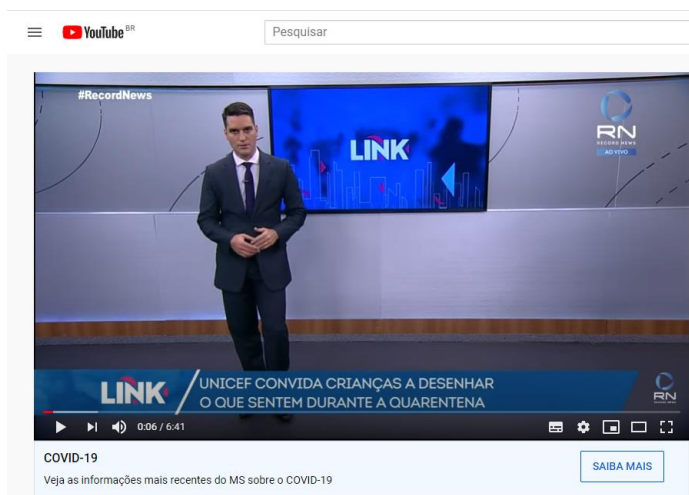 YouTube BR
Pesquisar
#RecordNews
LINK
RN
RECORD NEWS
AO VIVO
LINK
UNICEF CONVIDA CRIANÇAS A DESENHAR
O QUE SENTEM DURANTE A QUARENTENA
RN
0:06 / 6:41
COVID-19
Veja as informações mais recentes do MS sobre o COVID-19
SAIBA MAIS